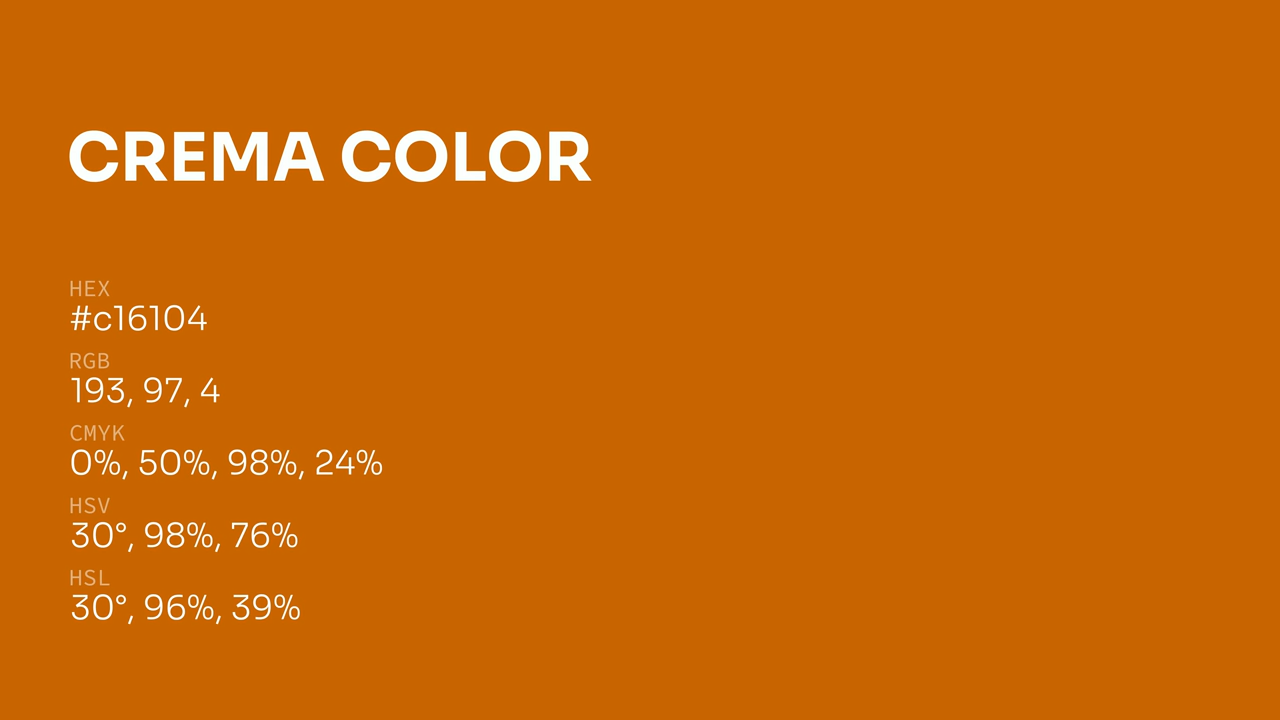 CREMA COLOR
HEX
#c16104
RGB
193, 97, 4
CMYK
0%, 50%, 98%, 24%
HSV
30°, 98%, 76%
HSL
30°, 96%, 39%